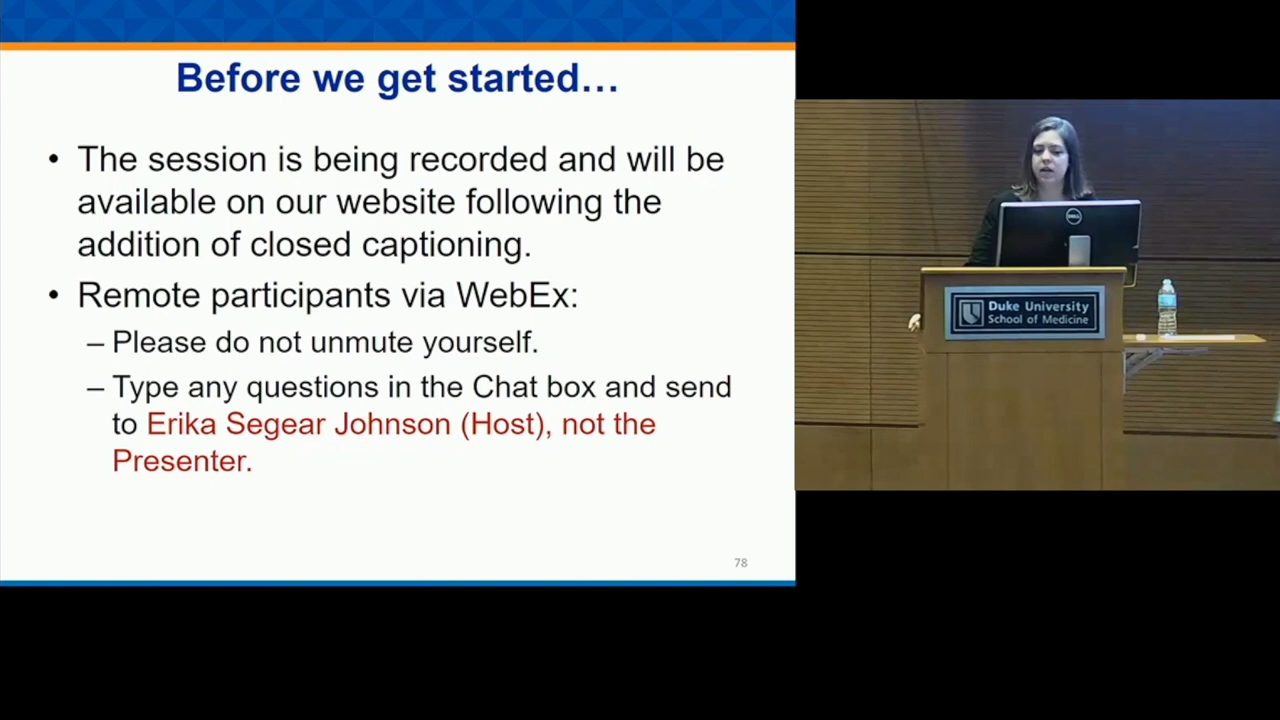 Before we get started…
• The session is being recorded and will be
available on our website following the
addition of closed captioning.
• Remote participants via WebEx:
– Please do not unmute yourself.
– Type any questions in the Chat box and send
to Erika Segear Johnson (Host), not the
Presenter.
78
DELL
Duke University
School of Medicine